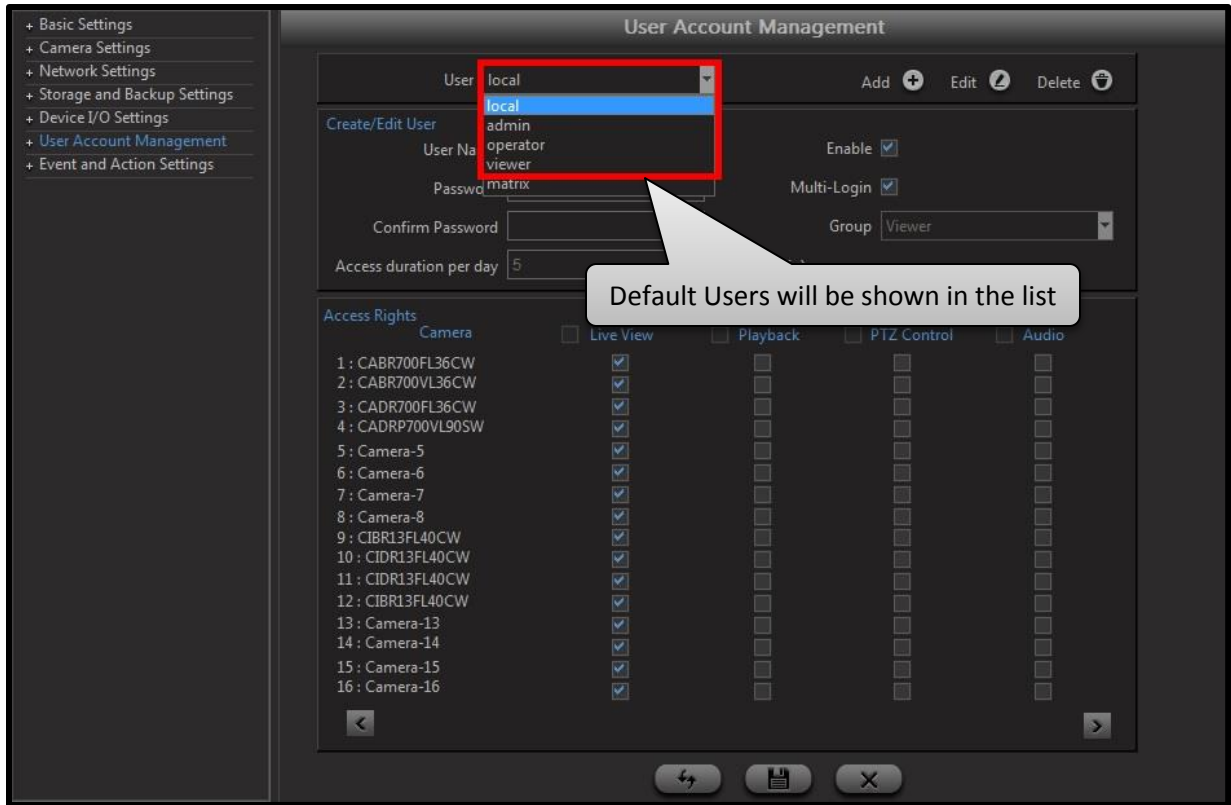 + Basic Settings
+ Camera Settings
+ Network Settings
+ Storage and Backup Settings
+ Device I/O Settings
+ User Account Management
+ Event and Action Settings
User Account Management
User local
Add Edit Delete
local
admin
operator
viewer
matrix
Create/Edit User
User Na
Enable
Passwo
Multi-Login
Confirm Password
Group Viewer
Access duration per day 5
Default Users will be shown in the list
Access Rights
Camera Live View Playback PTZ Control Audio
1 : CABR700FL36CW
2 : CABR700VL36CW
3 : CADR700FL36CW
4 : CADRP700VL90SW
5 : Camera-5
6 : Camera-6
7 : Camera-7
8 : Camera-8
9 : CIBR13FL40CW
10 : CIDR13FL40CW
11 : CIDR13FL40CW
12 : CIBR13FL40CW
13 : Camera-13
14 : Camera-14
15 : Camera-15
16 : Camera-16